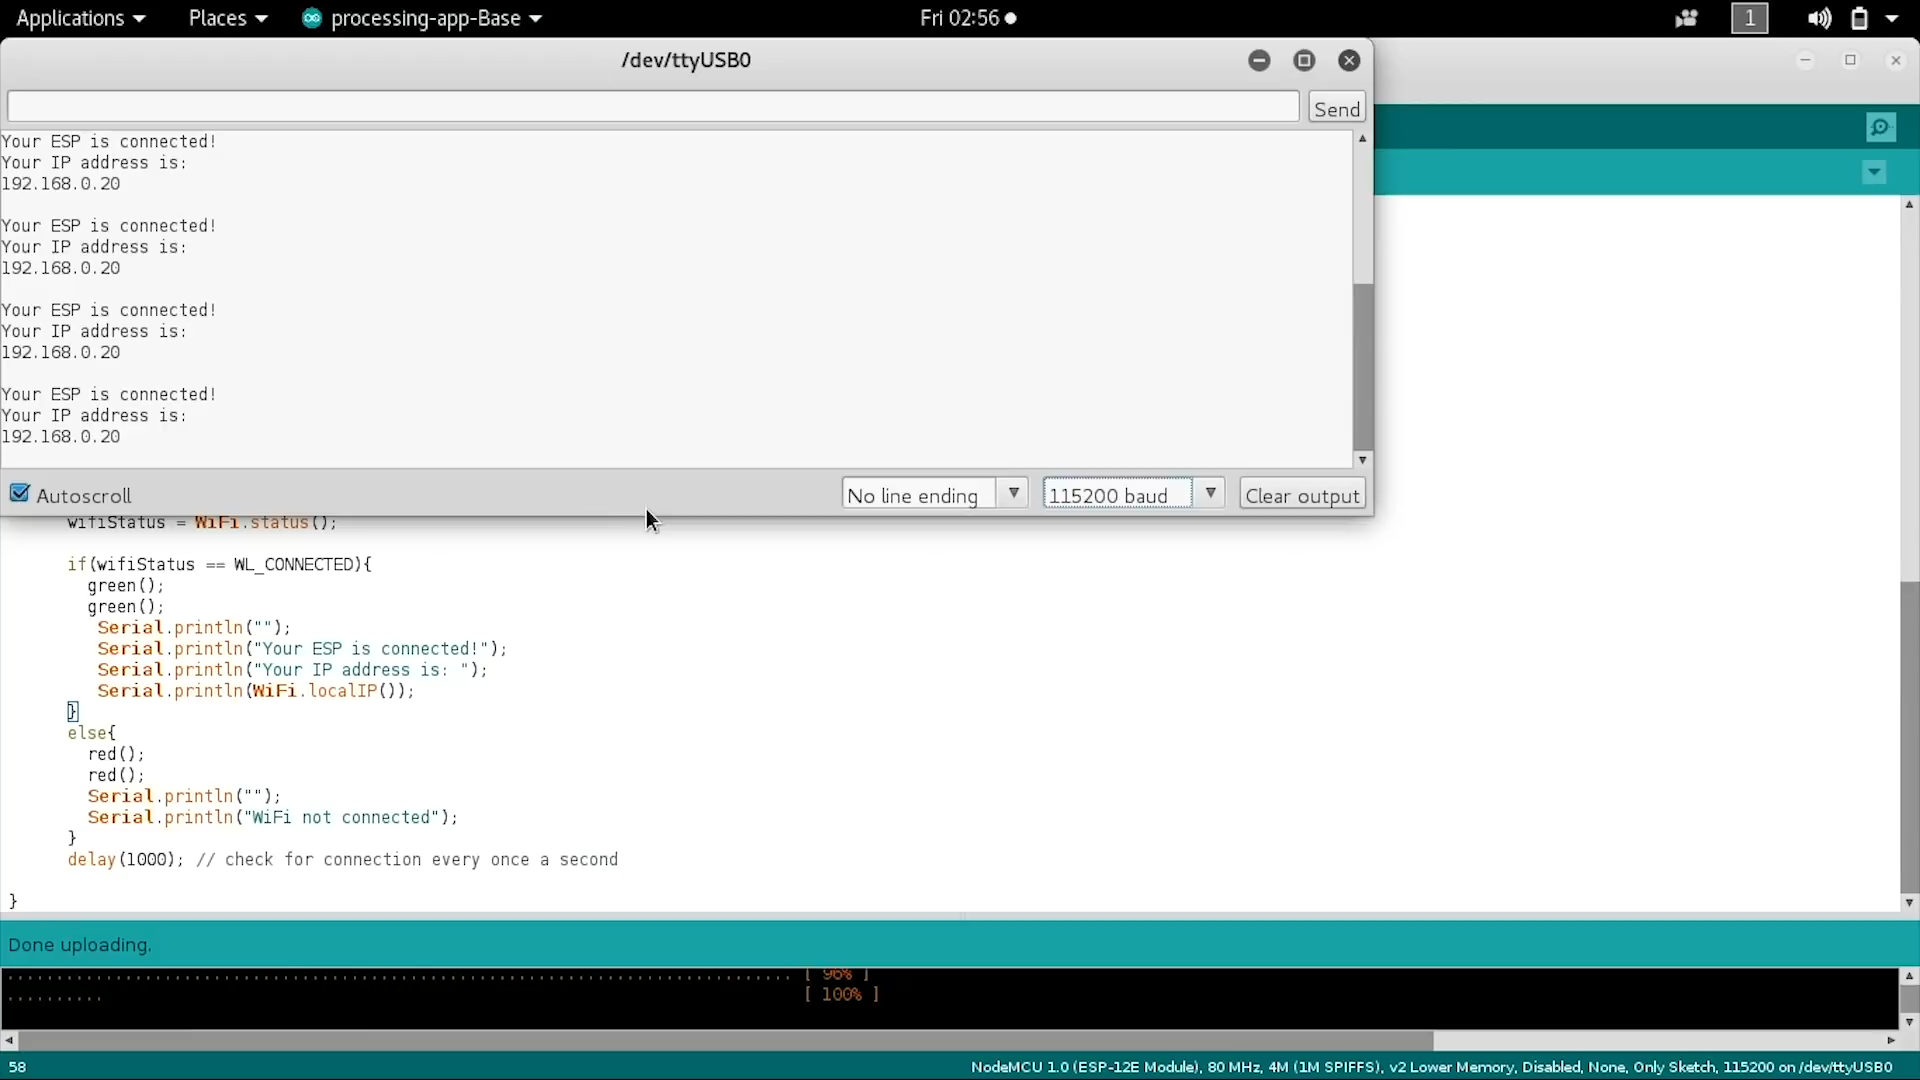 Applications Places processing-app-Base Fri 02:56 1
/dev/ttyUSB0
Send
Your ESP is connected!
Your IP address is:
192.168.0.20
Your ESP is connected!
Your IP address is:
192.168.0.20
Your ESP is connected!
Your IP address is:
192.168.0.20
Your ESP is connected!
Your IP address is:
192.168.0.20
Autoscroll No line ending 115200 baud Clear output
wifiStatus = WiFi.status();
if(wifiStatus == WL_CONNECTED){
green();
green();
Serial.println("");
Serial.println("Your ESP is connected!");
Serial.println("Your IP address is: ");
Serial.println(WiFi.localIP());
}
else{
red();
red();
Serial.println("");
Serial.println("WiFi not connected");
}
delay(1000); // check for connection every once a second
}
Done uploading.
................................................................................ [ 96% ]
.......... [ 100% ]
58 NodeMCU 1.0 (ESP-12E Module), 80 MHz, 4M (1M SPIFFS), v2 Lower Memory, Disabled, None, Only Sketch, 115200 on /dev/ttyUSB0